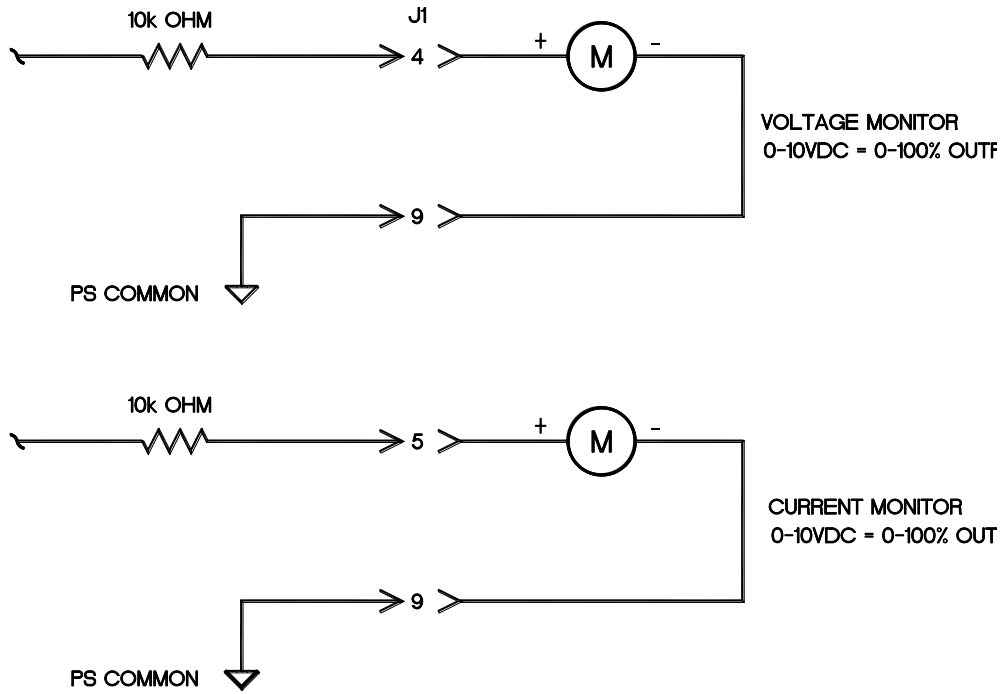 10k OHM
J1
4
+
M
-
VOLTAGE MONITOR
0-10VDC = 0-100%
9
PS COMMON
10k OHM
5
+
M
-
CURRENT MONITOR
0-10VDC = 0-100% OUT
9
PS COMMON